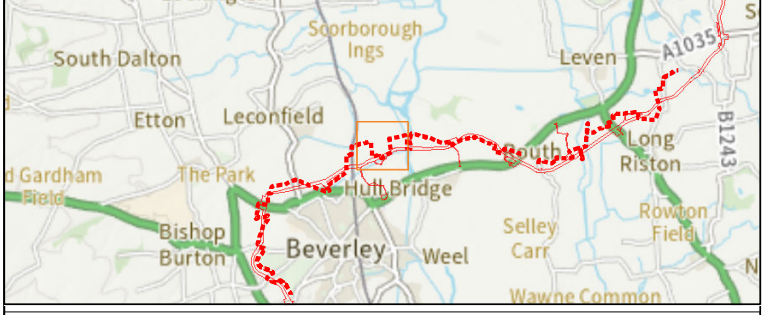 Scorborough
Ings
South Dalton
Leven
A1035
Etton
Leconfield
B1243
Routh
Long
Riston
d Gardham
Field
The Park
Hull Bridge
Rowton
Field
Bishop
Burton
Beverley
Weel
Selley
Carr
N
Wawne Common